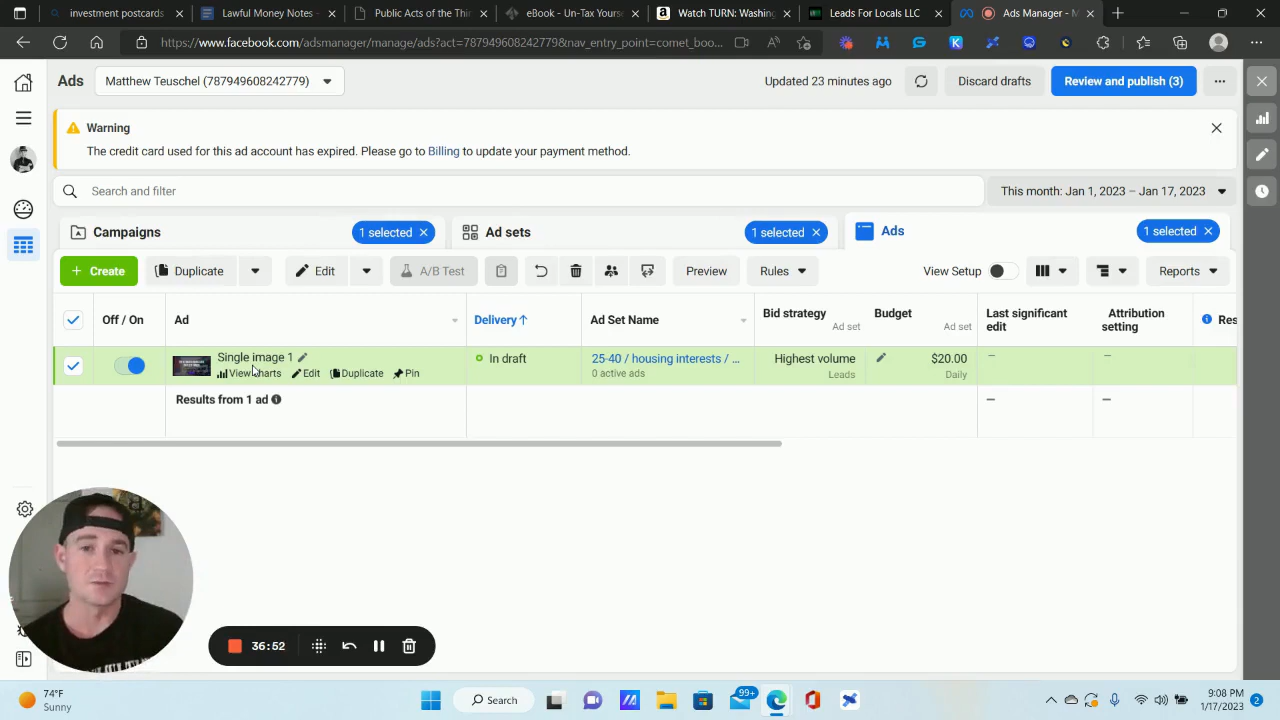 investment postcards
Lawful Money Notes -
Public Acts of the Thir
eBook - Un-Tax Yourse
Watch TURN: Washing
Leads For Locals LLC
Ads Manager - M
https://www.facebook.com/adsmanager/manage/ads?act=787949608242779&nav_entry_point=comet_boo...
Ads
Matthew Teuschel (787949608242779)
Updated 23 minutes ago
Discard drafts
Review and publish (3)
Warning
The credit card used for this ad account has expired. Please go to Billing to update your payment method.
Search and filter
This month: Jan 1, 2023 – Jan 17, 2023
Campaigns
1 selected
Ad sets
1 selected
Ads
1 selected
+ Create
Duplicate
Edit
A/B Test
Preview
Rules
View Setup
Reports
Off / On
Ad
Delivery↑
Ad Set Name
Bid strategy
Ad set
Budget
Ad set
Last significant
edit
Attribution
setting
Res
Single image 1
View Charts Edit Duplicate Pin
In draft
25-40 / housing interests / ...
0 active ads
Highest volume
Leads
$20.00
Daily
Results from 1 ad
36:52
74°F
Sunny
Search
99+
9:08 PM
1/17/2023
2